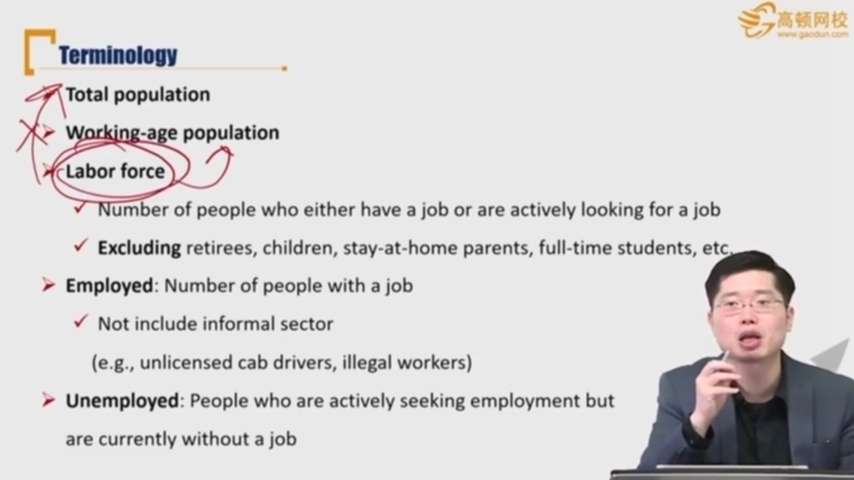 高顿网校
www.gaodun.com
Terminology
Total population
Working-age population
Labor force
Number of people who either have a job or are actively looking for a job
Excluding retirees, children, stay-at-home parents, full-time students, etc.
Employed: Number of people with a job
Not include informal sector
(e.g., unlicensed cab drivers, illegal workers)
Unemployed: People who are actively seeking employment but
are currently without a job